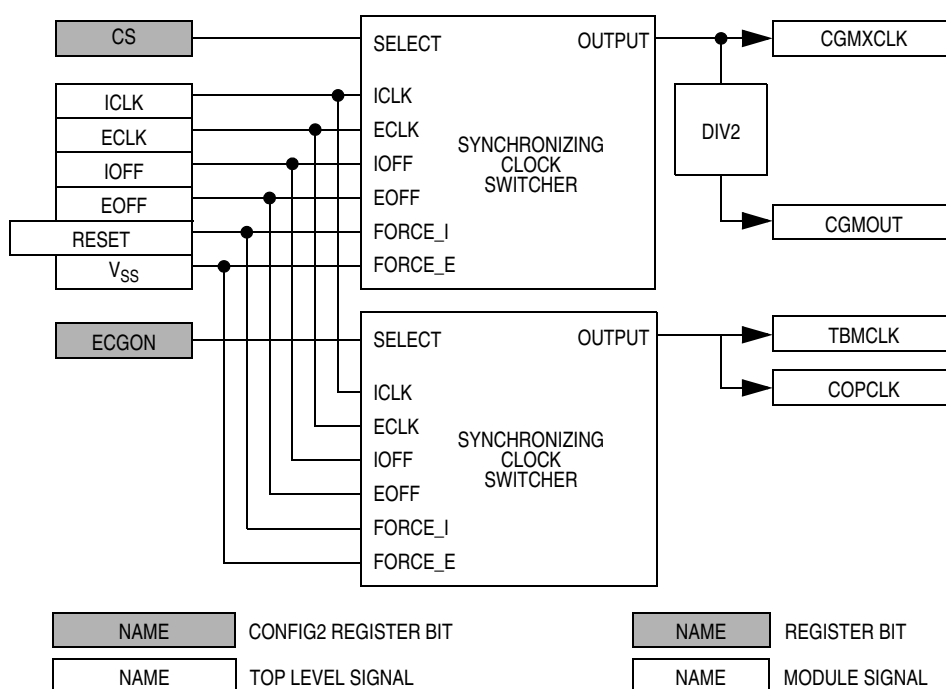 CS
SELECT
OUTPUT
CGMXCLK
ICLK
ECLK
IOFF
EOFF
RESET
VSS
ICLK
ECLK
IOFF
EOFF
FORCE_I
FORCE_E
SYNCHRONIZING
CLOCK
SWITCHER
DIV2
CGMOUT
ECGON
SELECT
OUTPUT
TBMCLK
COPCLK
ICLK
ECLK
IOFF
EOFF
FORCE_I
FORCE_E
SYNCHRONIZING
CLOCK
SWITCHER
NAME CONFIG2 REGISTER BIT
NAME REGISTER BIT
NAME TOP LEVEL SIGNAL
NAME MODULE SIGNAL